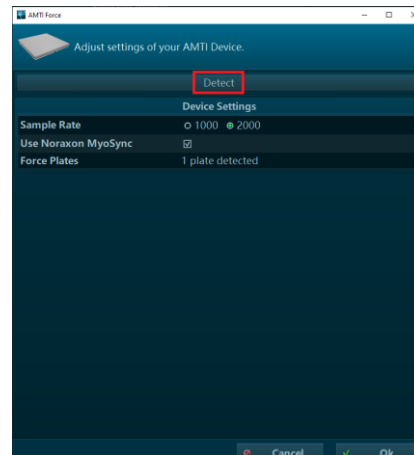 AMTI Force
Adjust settings of your AMTI Device.
Detect
Device Settings
Sample Rate 1000 2000
Use Noraxon MyoSync
Force Plates 1 plate detected
Cancel Ok